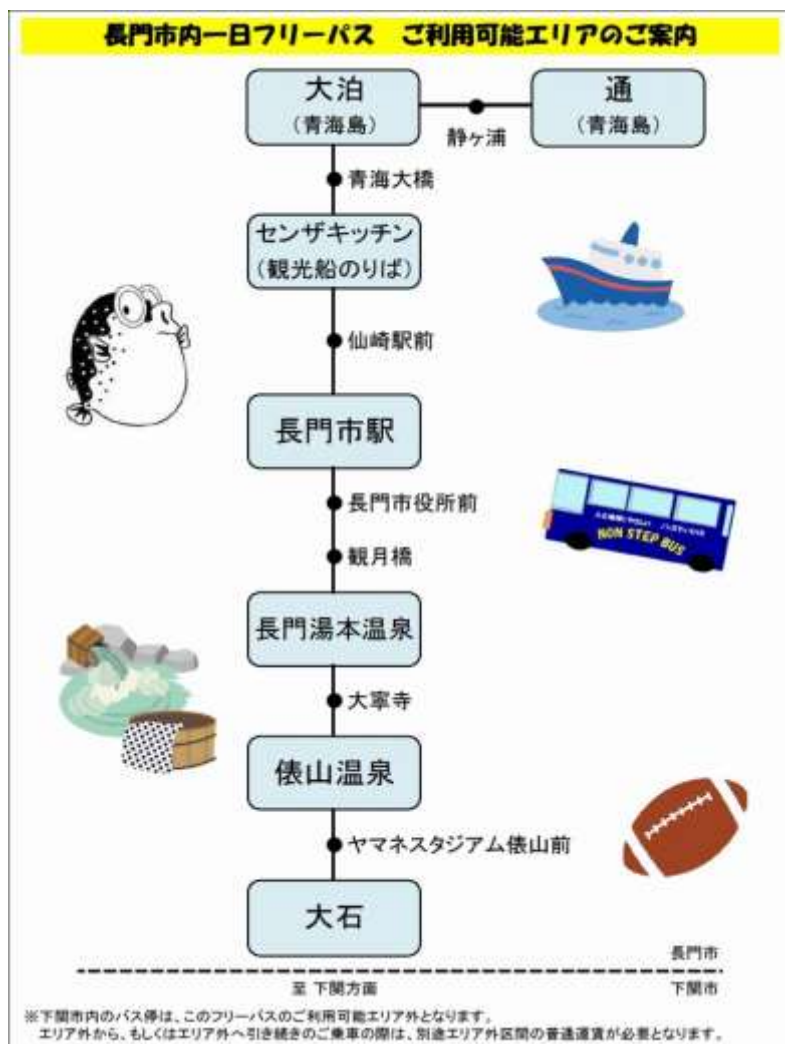 長門市内一日フリーパス　ご利用可能エリアのご案内
大泊
（青海島）
静ヶ浦
通
（青海島）
青海大橋
センザキッチン
（観光船のりば）
仙崎駅前
長門市駅
長門市役所前
観月橋
NON STEP BUS
長門湯本温泉
大寧寺
俵山温泉
ヤマネスタジアム俵山前
大石
長門市
至 下関方面
下関市
※下関市内のバス停は、このフリーパスのご利用可能エリア外となります。
エリア外から、もしくはエリア外へ引き続きのご乗車の際は、別途エリア外区間の普通運賃が必要となります。